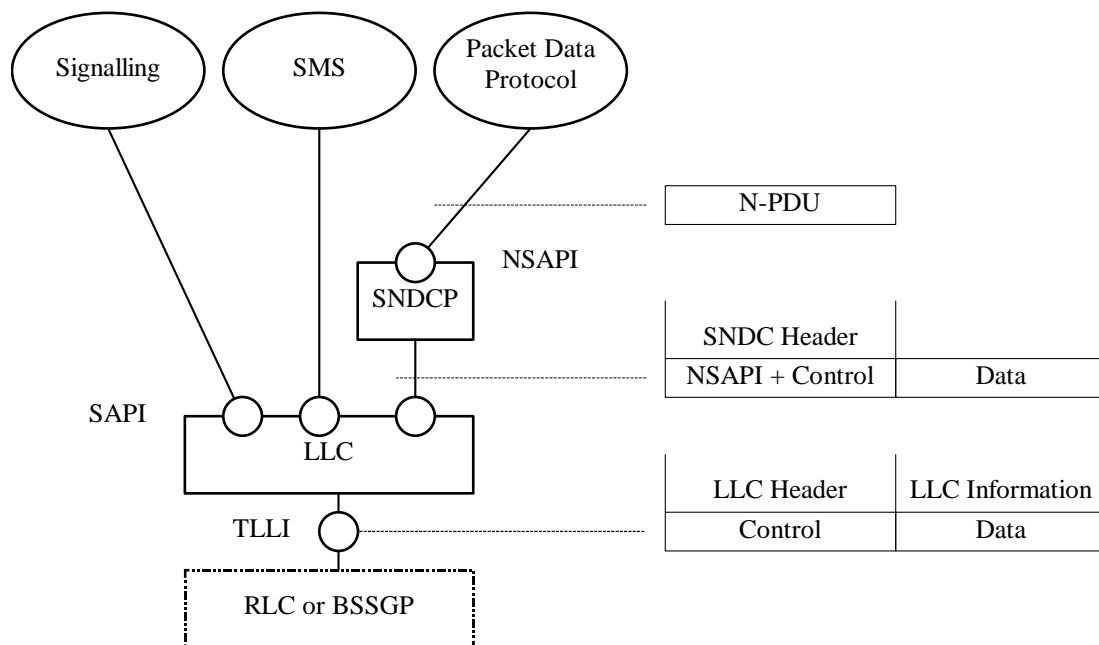 Signalling
SMS
Packet Data
Protocol
N-PDU
NSAPI
SNDCP
SNDC Header
NSAPI + Control
Data
SAPI
LLC
LLC Header
LLC Information
TLLI
Control
Data
RLC or BSSGP